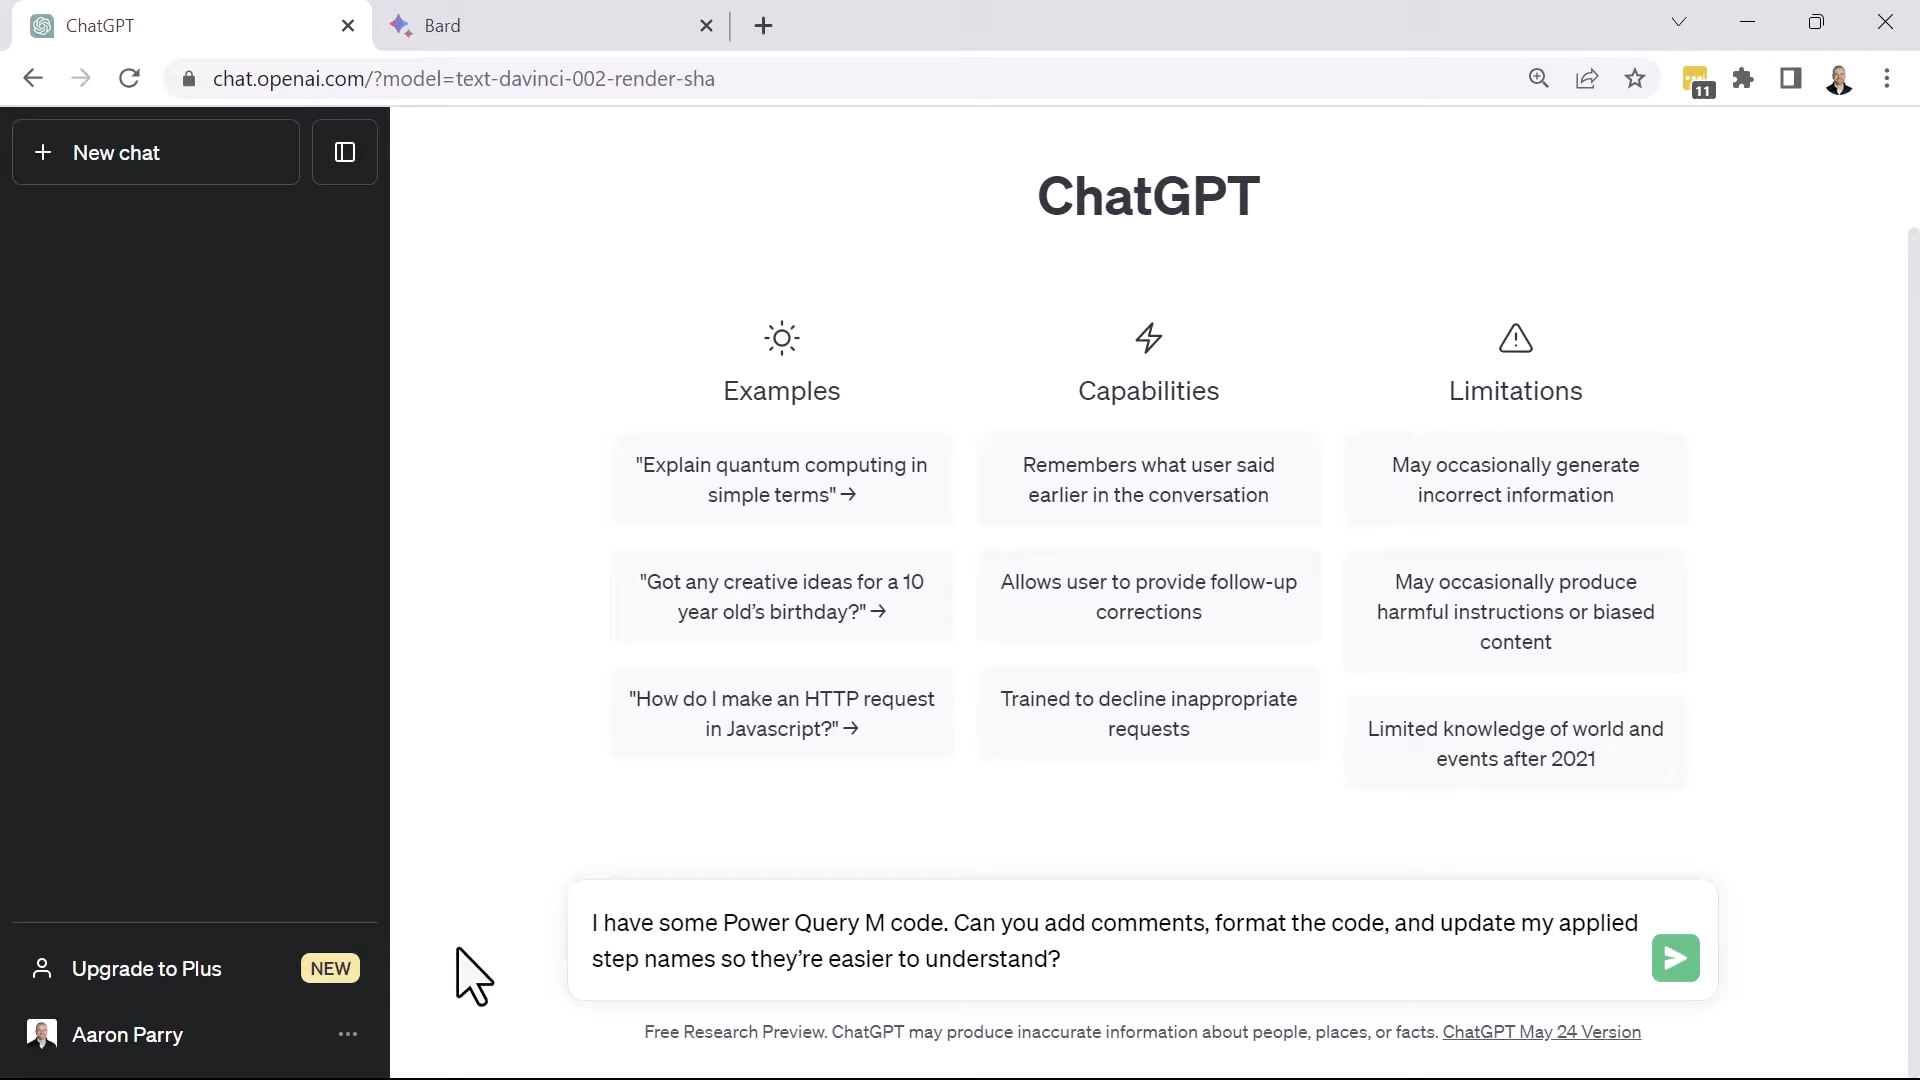 ChatGPT
Bard
chat.openai.com/?model=text-davinci-002-render-sha
11
New chat
ChatGPT
Examples
Capabilities
Limitations
"Explain quantum computing in
simple terms" →
Remembers what user said
earlier in the conversation
May occasionally generate
incorrect information
"Got any creative ideas for a 10
year old's birthday?" →
Allows user to provide follow-up
corrections
May occasionally produce
harmful instructions or biased
content
"How do I make an HTTP request
in Javascript?" →
Trained to decline inappropriate
requests
Limited knowledge of world and
events after 2021
I have some Power Query M code. Can you add comments, format the code, and update my applied
step names so they're easier to understand?
Upgrade to Plus
NEW
Aaron Parry
Free Research Preview. ChatGPT may produce inaccurate information about people, places, or facts. ChatGPT May 24 Version